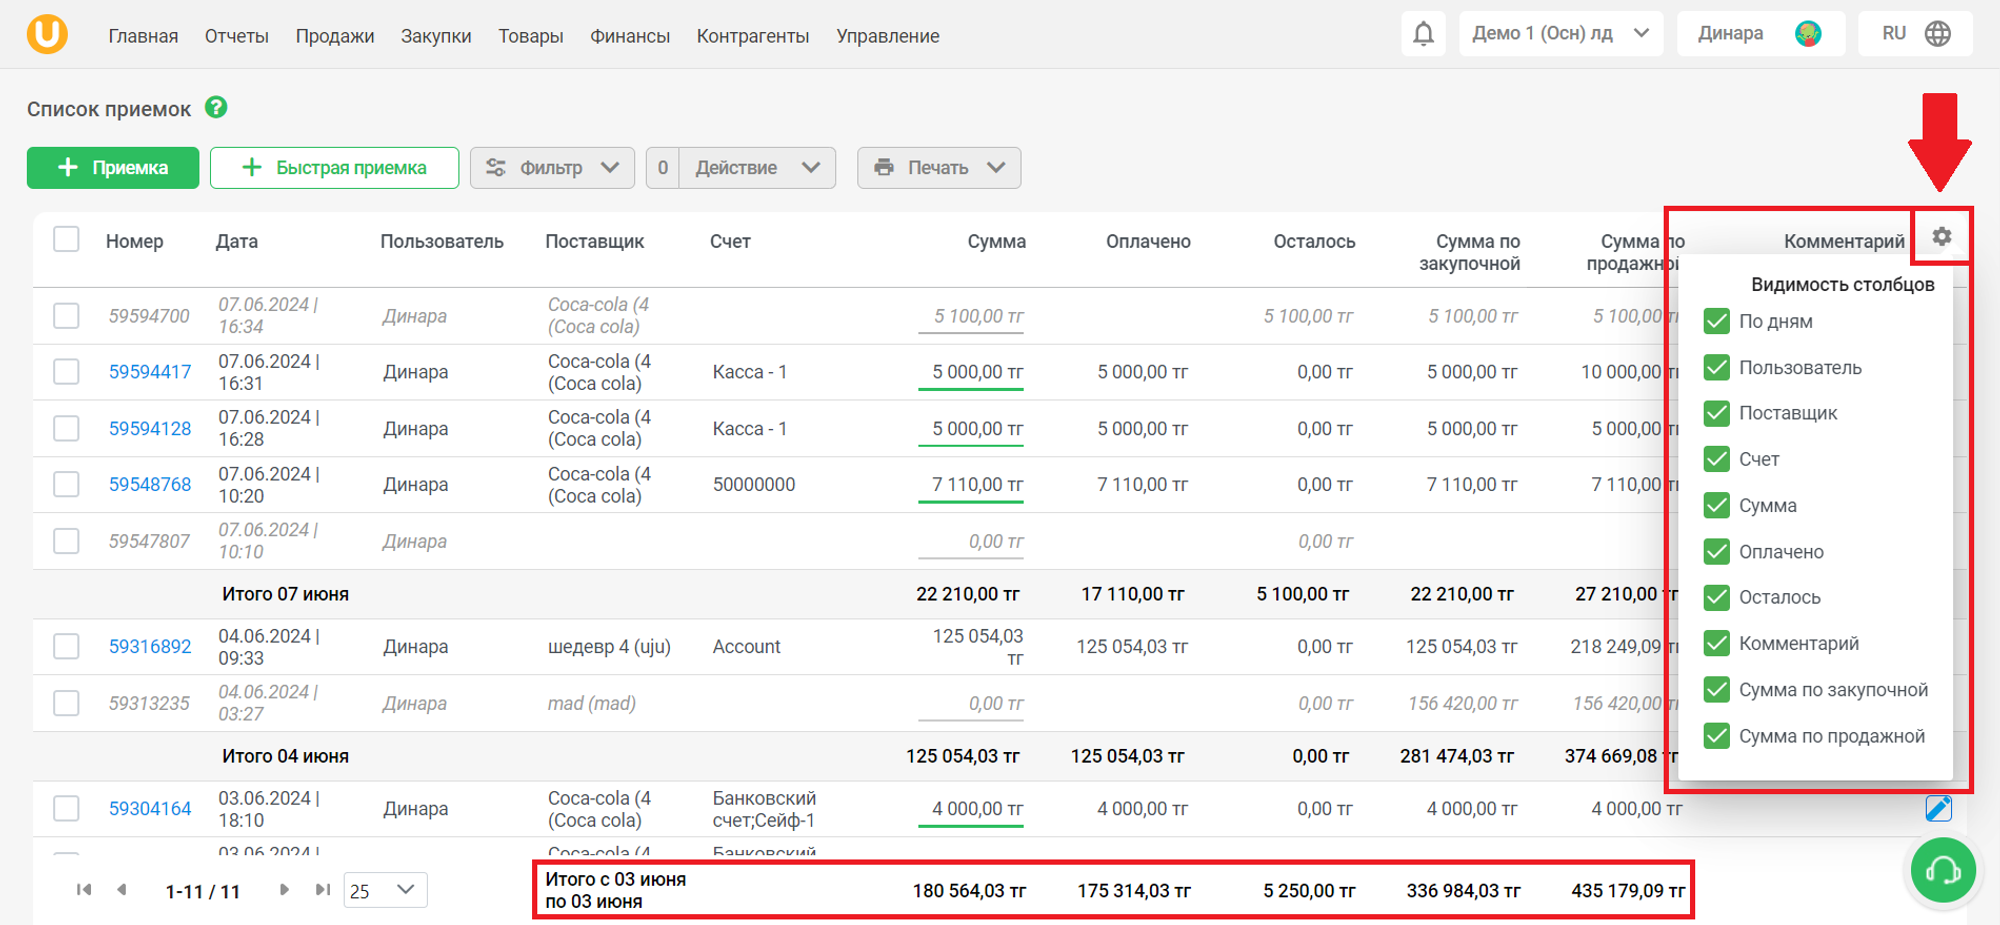 U
Главная Отчеты Продажи Закупки Товары Финансы Контрагенты Управление
Демо 1 (Осн) лд Динара RU
Список приемок ?
+ Приемка + Быстрая приемка Фильтр 0 Действие Печать
Номер Дата Пользователь Поставщик Счет Сумма Оплачено Осталось Сумма по Сумма по Комментарий
закупочной продажной
Видимость столбцов
По дням
Пользователь
Поставщик
Счет
Сумма
Оплачено
Осталось
Комментарий
Сумма по закупочной
Сумма по продажной
59594700 07.06.2024 | Динара Coca-cola (4 5 100,00 тг 5 100,00 тг 5 100,00 тг 5 100,00
16:34 (Coca cola)
59594417 07.06.2024 | Динара Coca-cola (4 Касса - 1 5 000,00 тг 5 000,00 тг 0,00 тг 5 000,00 тг 10 000,00
16:31 (Coca cola)
59594128 07.06.2024 | Динара Coca-cola (4 Касса - 1 5 000,00 тг 5 000,00 тг 0,00 тг 5 000,00 тг 5 000,00
16:28 (Coca cola)
59548768 07.06.2024 | Динара Coca-cola (4 50000000 7 110,00 тг 7 110,00 тг 0,00 тг 7 110,00 тг 7 110,00
10:20 (Coca cola)
59547807 07.06.2024 | Динара 0,00 тг 0,00 тг
10:10
Итого 07 июня 22 210,00 тг 17 110,00 тг 5 100,00 тг 22 210,00 тг 27 210,00 тг
59316892 04.06.2024 | Динара шедевр 4 (uju) Account 125 054,03 125 054,03 тг 0,00 тг 125 054,03 тг 218 249,09
09:33 тг
59313235 04.06.2024 | Динара mad (mad) 0,00 тг 0,00 тг 156 420,00 тг 156 420,00
03:27
Итого 04 июня 125 054,03 тг 125 054,03 тг 0,00 тг 281 474,03 тг 374 669,08 тг
59304164 03.06.2024 | Динара Coca-cola (4 Банковский 4 000,00 тг 4 000,00 тг 0,00 тг 4 000,00 тг 4 000,00 тг
18:10 (Coca cola) счет;Сейф-1
03.06.2024 | Coca-cola (4 Банковский
1-11 / 11 25
Итого с 03 июня 180 564,03 тг 175 314,03 тг 5 250,00 тг 336 984,03 тг 435 179,09 тг
по 03 июня